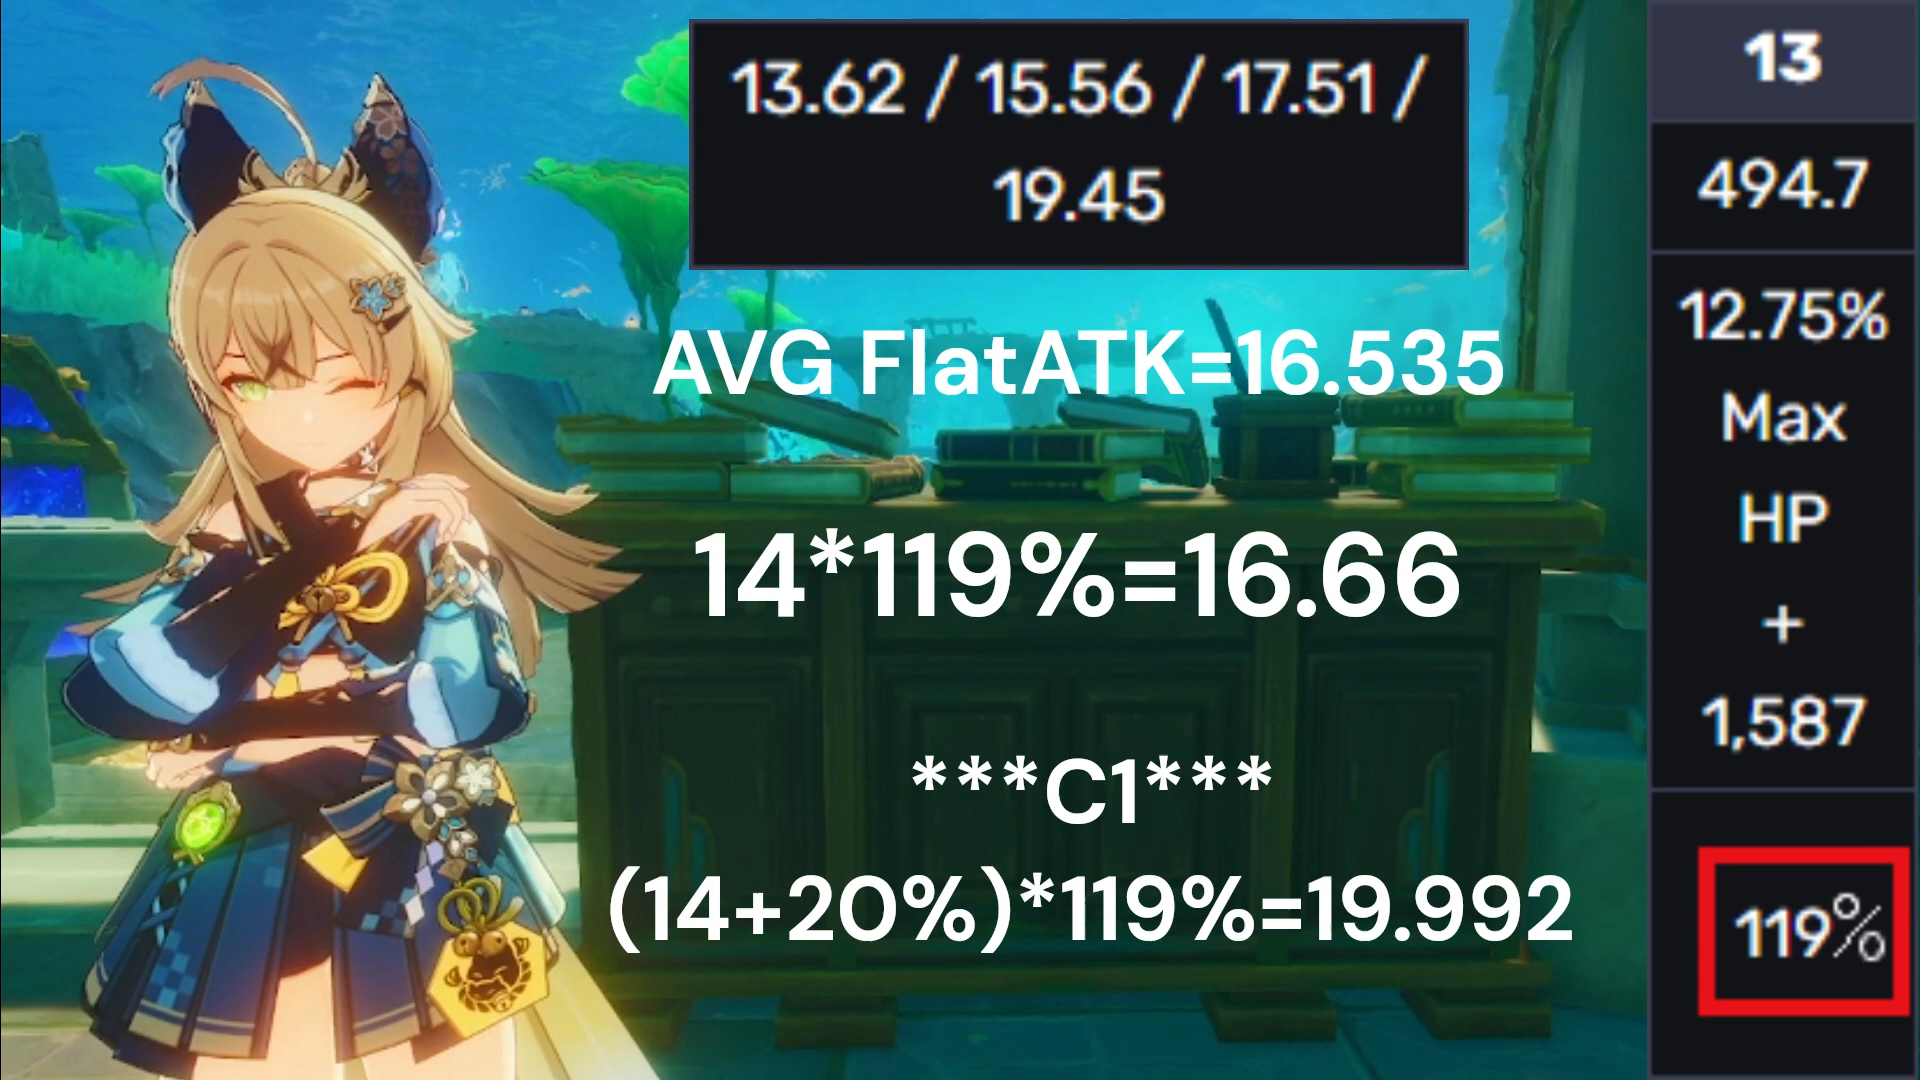 13.62 / 15.56 / 17.51 /
19.45
AVG FlatATK=16.535
14*119%=16.66
***C1***
(14+20%)*119%=19.992
13
494.7
12.75%
Max
HP
+
1,587
119%